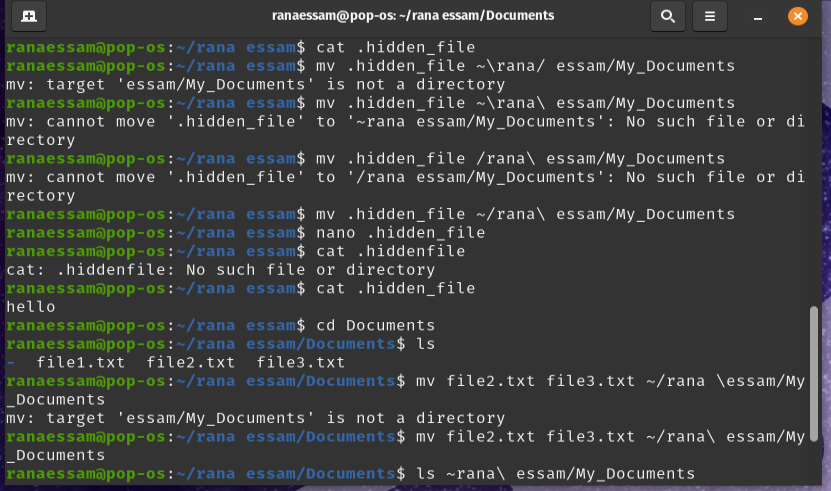 ranaessam@pop-os: ~/rana essam/Documents
ranaessam@pop-os:~/rana essam$ cat .hidden_file
ranaessam@pop-os:~/rana essam$ mv .hidden_file ~\rana/ essam/My_Documents
mv: target 'essam/My_Documents' is not a directory
ranaessam@pop-os:~/rana essam$ mv .hidden_file ~\rana\ essam/My_Documents
mv: cannot move '.hidden_file' to '~rana essam/My_Documents': No such file or di
rectory
ranaessam@pop-os:~/rana essam$ mv .hidden_file /rana\ essam/My_Documents
mv: cannot move '.hidden_file' to '/rana essam/My_Documents': No such file or di
rectory
ranaessam@pop-os:~/rana essam$ mv .hidden_file ~/rana\ essam/My_Documents
ranaessam@pop-os:~/rana essam$ nano .hidden_file
ranaessam@pop-os:~/rana essam$ cat .hiddenfile
cat: .hiddenfile: No such file or directory
ranaessam@pop-os:~/rana essam$ cat .hidden_file
hello
ranaessam@pop-os:~/rana essam$ cd Documents
ranaessam@pop-os:~/rana essam/Documents$ ls
-  file1.txt  file2.txt  file3.txt
ranaessam@pop-os:~/rana essam/Documents$ mv file2.txt file3.txt ~/rana \essam/My
_Documents
mv: target 'essam/My_Documents' is not a directory
ranaessam@pop-os:~/rana essam/Documents$ mv file2.txt file3.txt ~/rana\ essam/My
_Documents
ranaessam@pop-os:~/rana essam/Documents$ ls ~rana\ essam/My_Documents